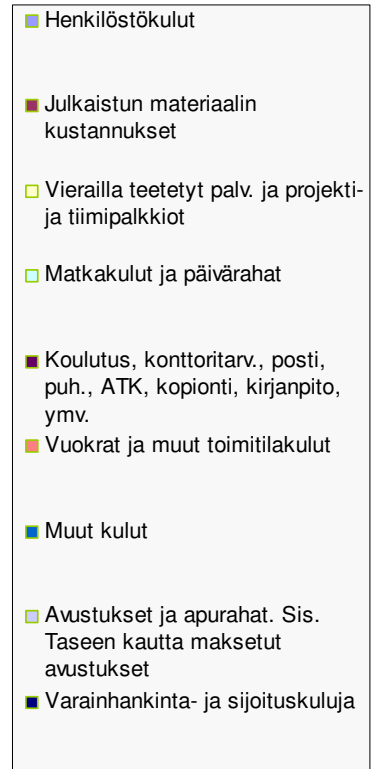 Henkilöstökulut
Julkaistun materiaalin
kustannukset
Vierailla teetetyt palv. ja projekti-
ja tiimipalkkiot
Matkakulut ja päivärahat
Koulutus, konttoritarv., posti,
puh., ATK, kopionti, kirjanpito,
ymv.
Vuokrat ja muut toimitilakulut
Muut kulut
Avustukset ja apurahat. Sis.
Taseen kautta maksetut
avustukset
Varainhankinta- ja sijoituskuluja